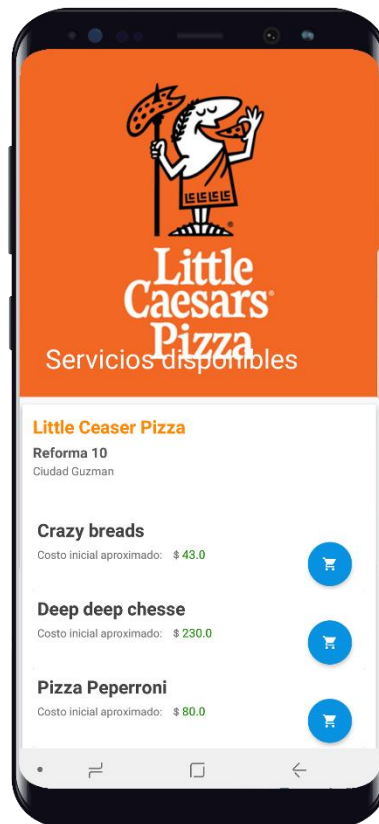 Little
Caesars®
Pizza
Servicios disponibles
Little Ceaser Pizza
Reforma 10
Ciudad Guzman
Crazy breads
Costo inicial aproximado: $ 43.0
Deep deep chesse
Costo inicial aproximado: $ 230.0
Pizza Peperroni
Costo inicial aproximado: $ 80.0